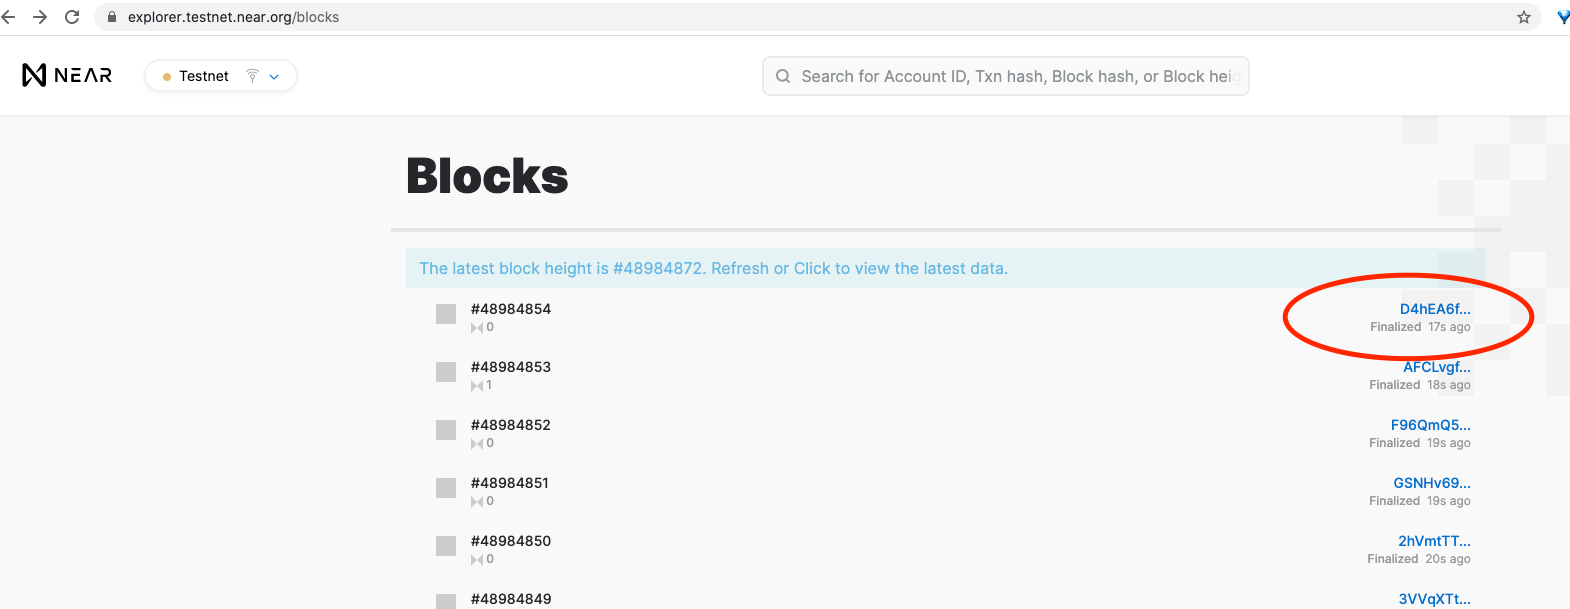 explorer.testnet.near.org/blocks
NEAR
Testnet
Search for Account ID, Txn hash, Block hash, or Block heig
Blocks
The latest block height is #48984872. Refresh or Click to view the latest data.
#48984854
D4hEA6f...
0
Finalized 17s ago
#48984853
AFCLvgf...
1
Finalized 18s ago
#48984852
F96QmQ5...
0
Finalized 19s ago
#48984851
GSNHv69...
0
Finalized 19s ago
#48984850
2hVmtTT...
0
Finalized 20s ago
#48984849
3VVqXTt...